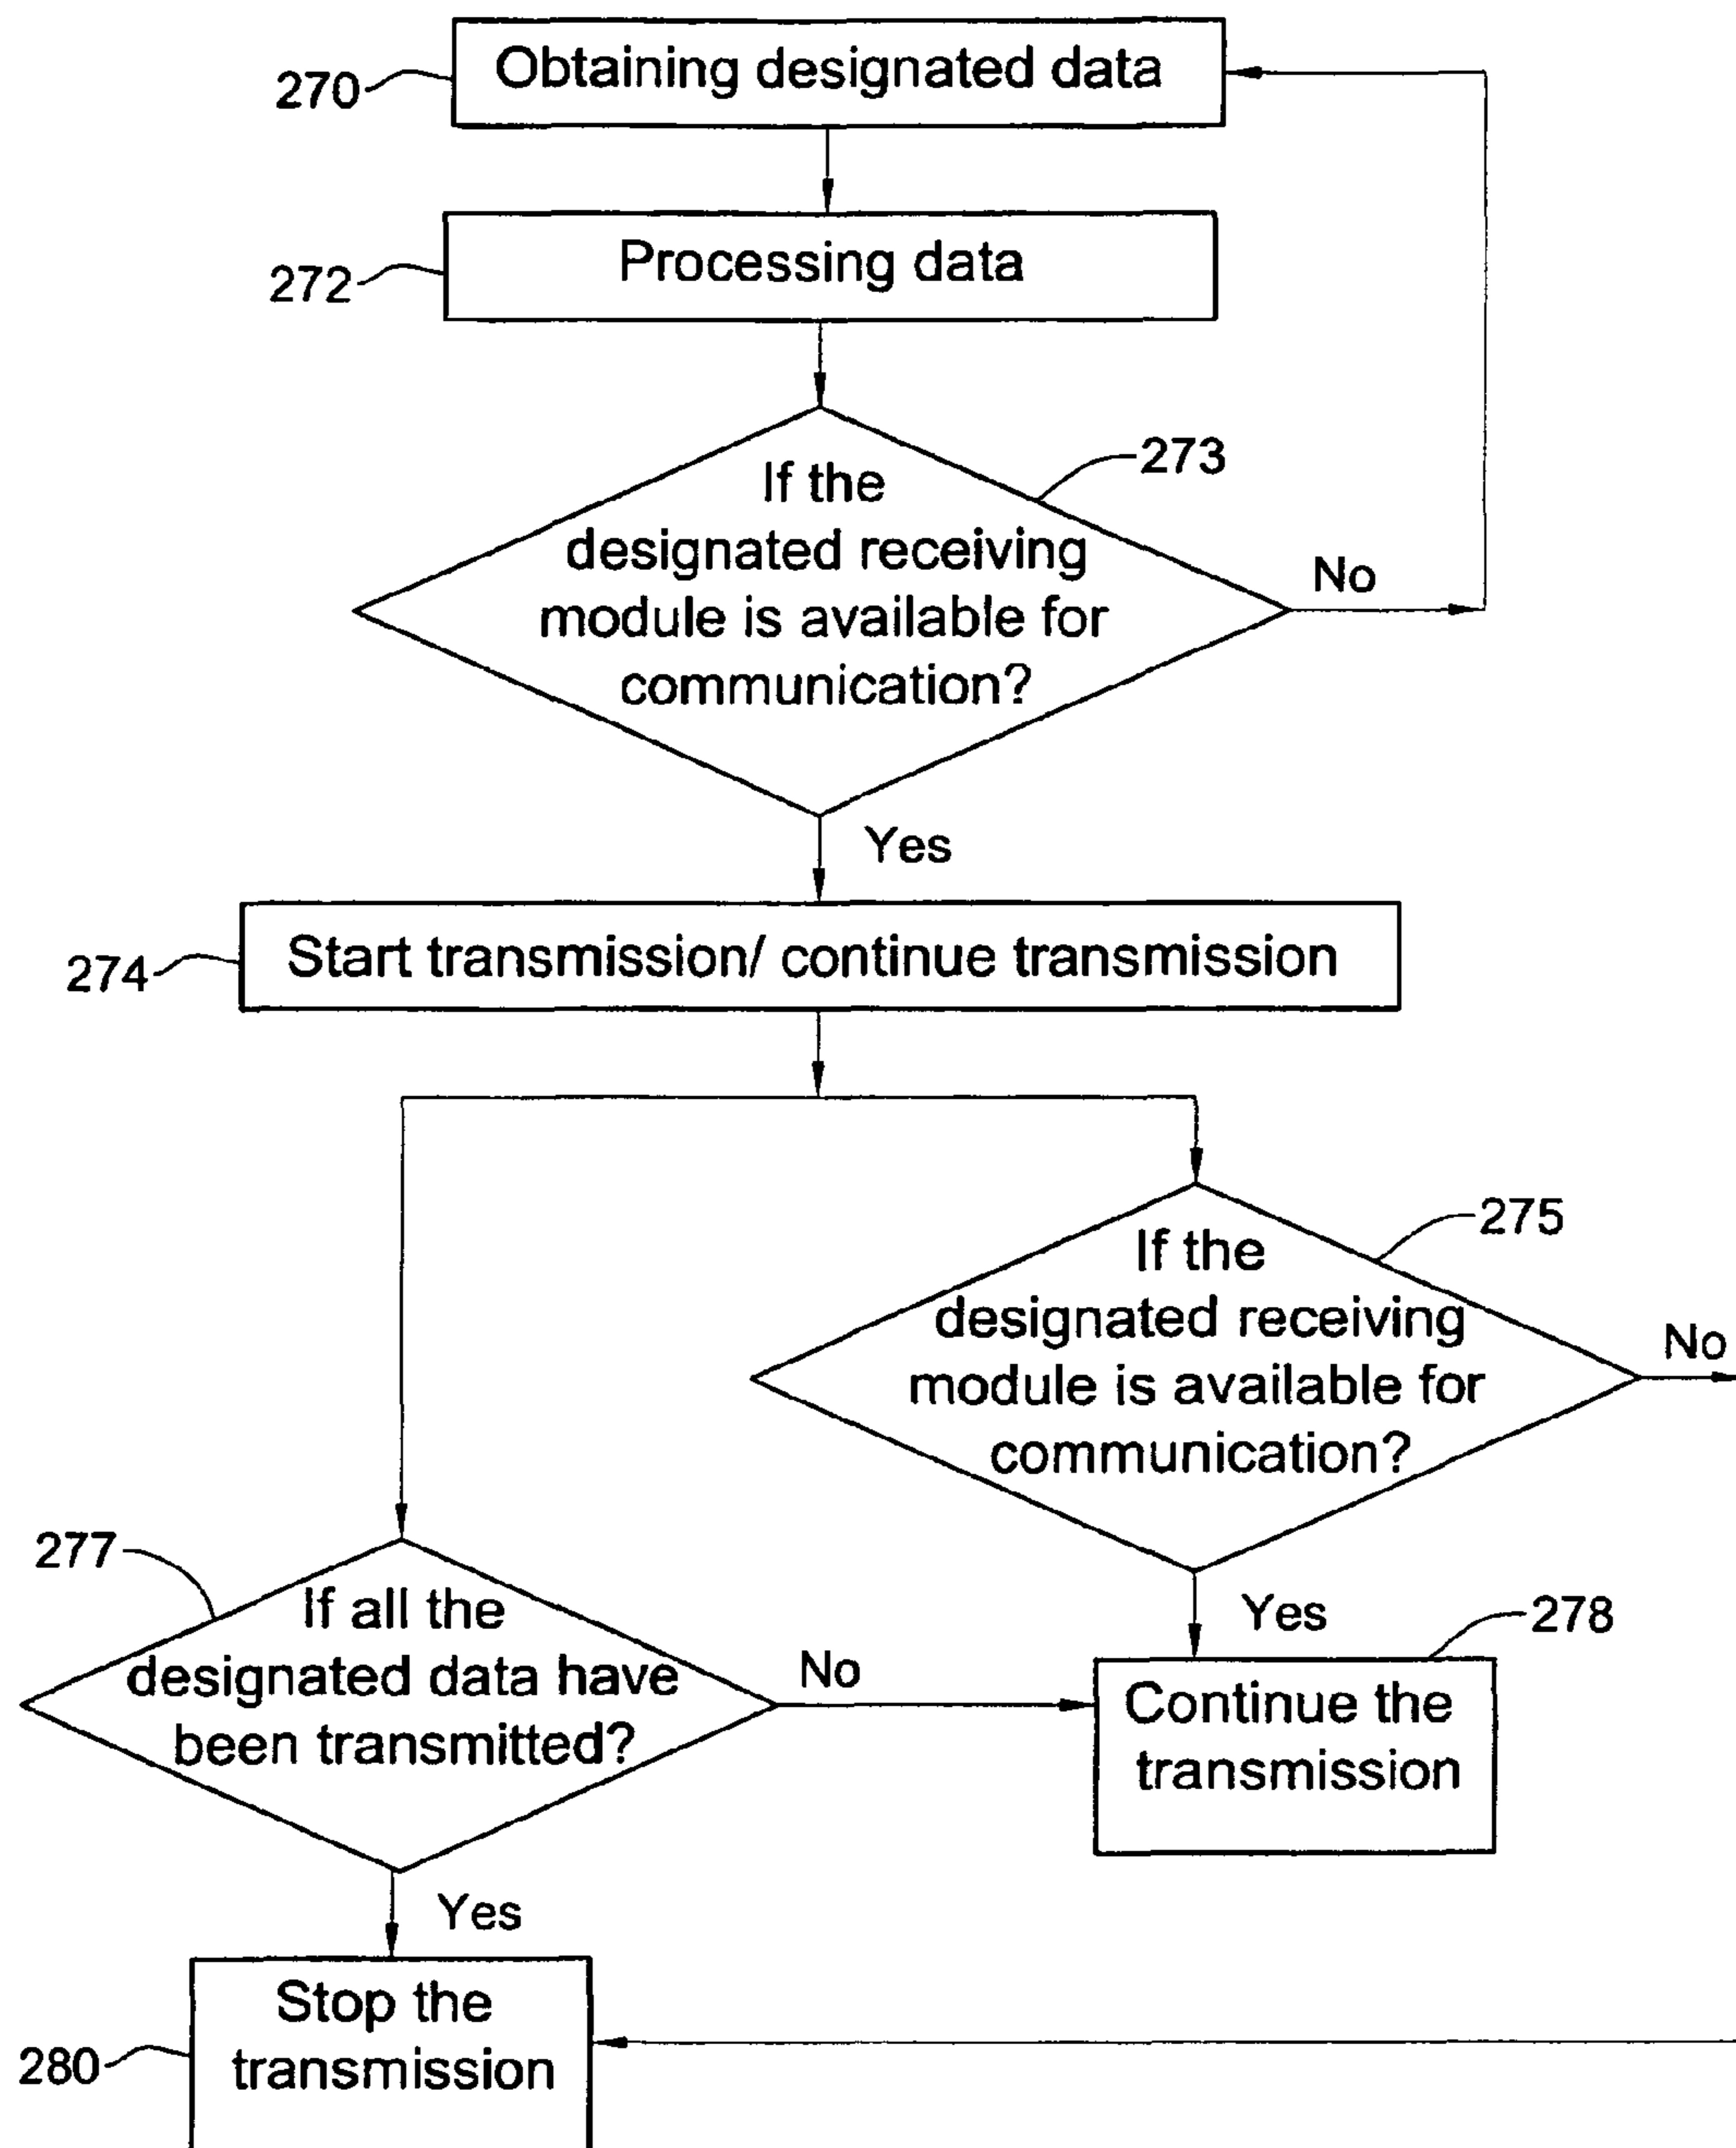 Obtaining designated data
270
Processing data
272
273
If the
designated receiving
module is available for
communication?
No
Yes
Start transmission/ continue transmission
274
275
If the
designated receiving
module is available for
communication?
No
277
If all the
designated data have
been transmitted?
No
Yes
278
Continue the
transmission
Yes
Stop the
transmission
280